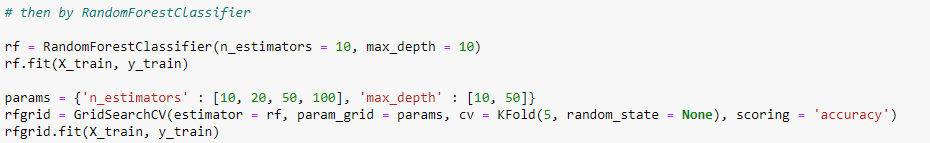 # then by RandomForestClassifier
rf = RandomForestClassifier(n_estimators = 10, max_depth = 10)
rf.fit(X_train, y_train)
params = {'n_estimators' : [10, 20, 50, 100], 'max_depth' : [10, 50]}
rfgrid = GridSearchCV(estimator = rf, param_grid = params, cv = KFold(5, random_state = None), scoring = 'accuracy')
rfgrid.fit(X_train, y_train)